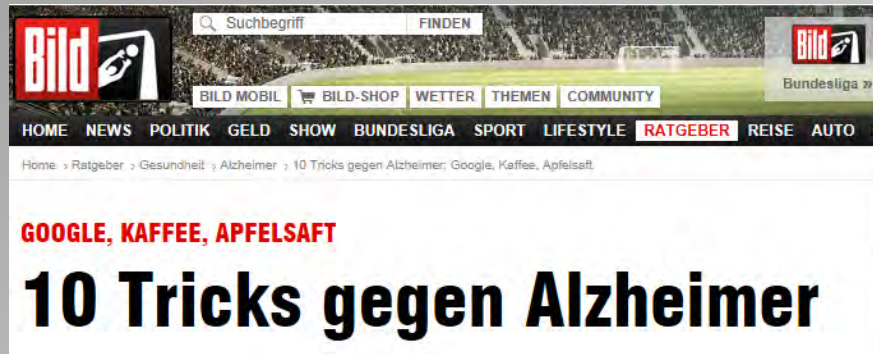 Bild
Suchbegriff FINDEN
Bild
Bundesliga »
BILD MOBIL BILD-SHOP WETTER THEMEN COMMUNITY
HOME NEWS POLITIK GELD SHOW BUNDESLIGA SPORT LIFESTYLE RATGEBER REISE AUTO
Home › Ratgeber › Gesundheit › Alzheimer › 10 Tricks gegen Alzheimer: Google, Kaffee, Apfelsaft
GOOGLE, KAFFEE, APFELSAFT
10 Tricks gegen Alzheimer